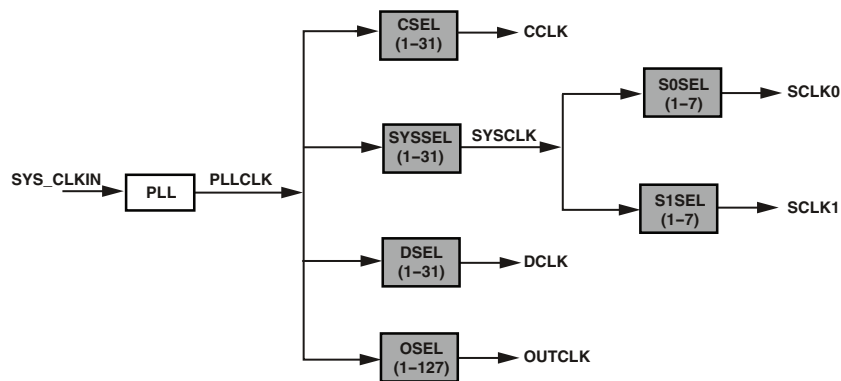 CSEL
(1–31)
CCLK
S0SEL
(1–7)
SCLK0
SYSSEL
(1–31)
SYSCLK
SYS_CLKIN
PLL
PLLCLK
S1SEL
(1–7)
SCLK1
DSEL
(1–31)
DCLK
OSEL
(1–127)
OUTCLK